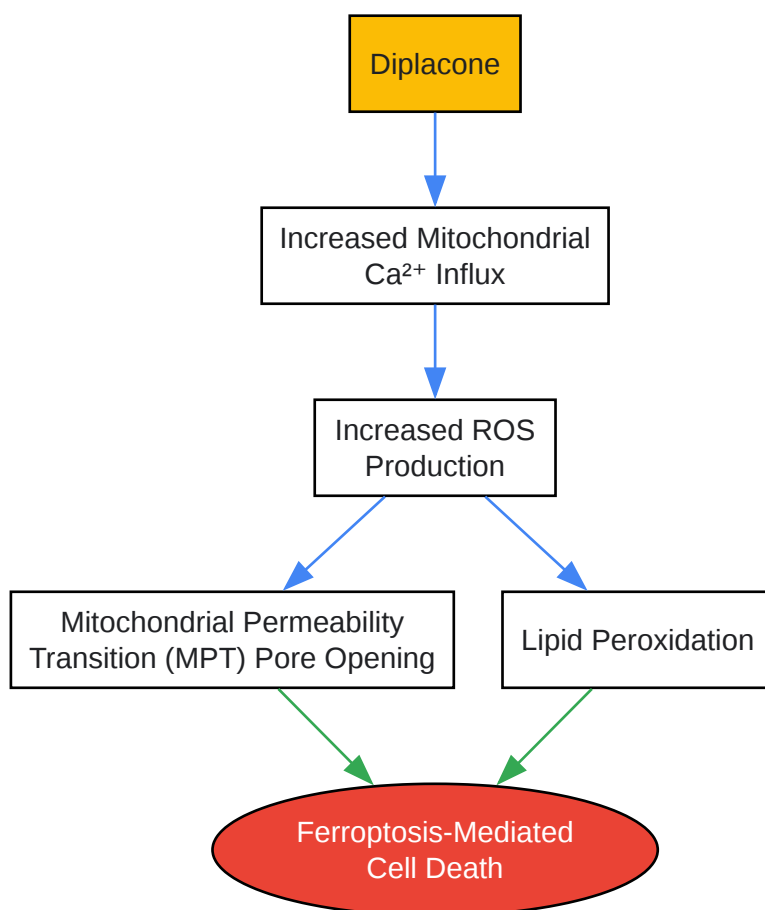 Diplacone
Increased Mitochondrial
Ca²⁺ Influx
Increased ROS
Production
Mitochondrial Permeability
Transition (MPT) Pore Opening
Lipid Peroxidation
Ferroptosis-Mediated
Cell Death